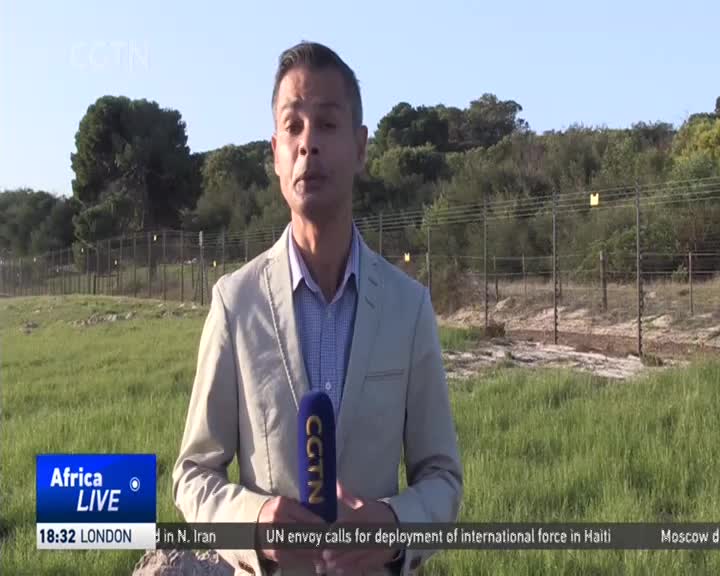 CGTN
CGTN
Africa
LIVE
18:32 LONDON
d in N. Iran UN envoy calls for deployment of international force in Haiti Moscow d